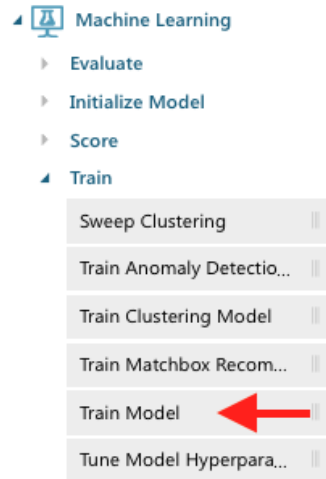 Machine Learning
Evaluate
Initialize Model
Score
Train
Sweep Clustering
Train Anomaly Detectio...
Train Clustering Model
Train Matchbox Recom...
Train Model
Tune Model Hyperpara...